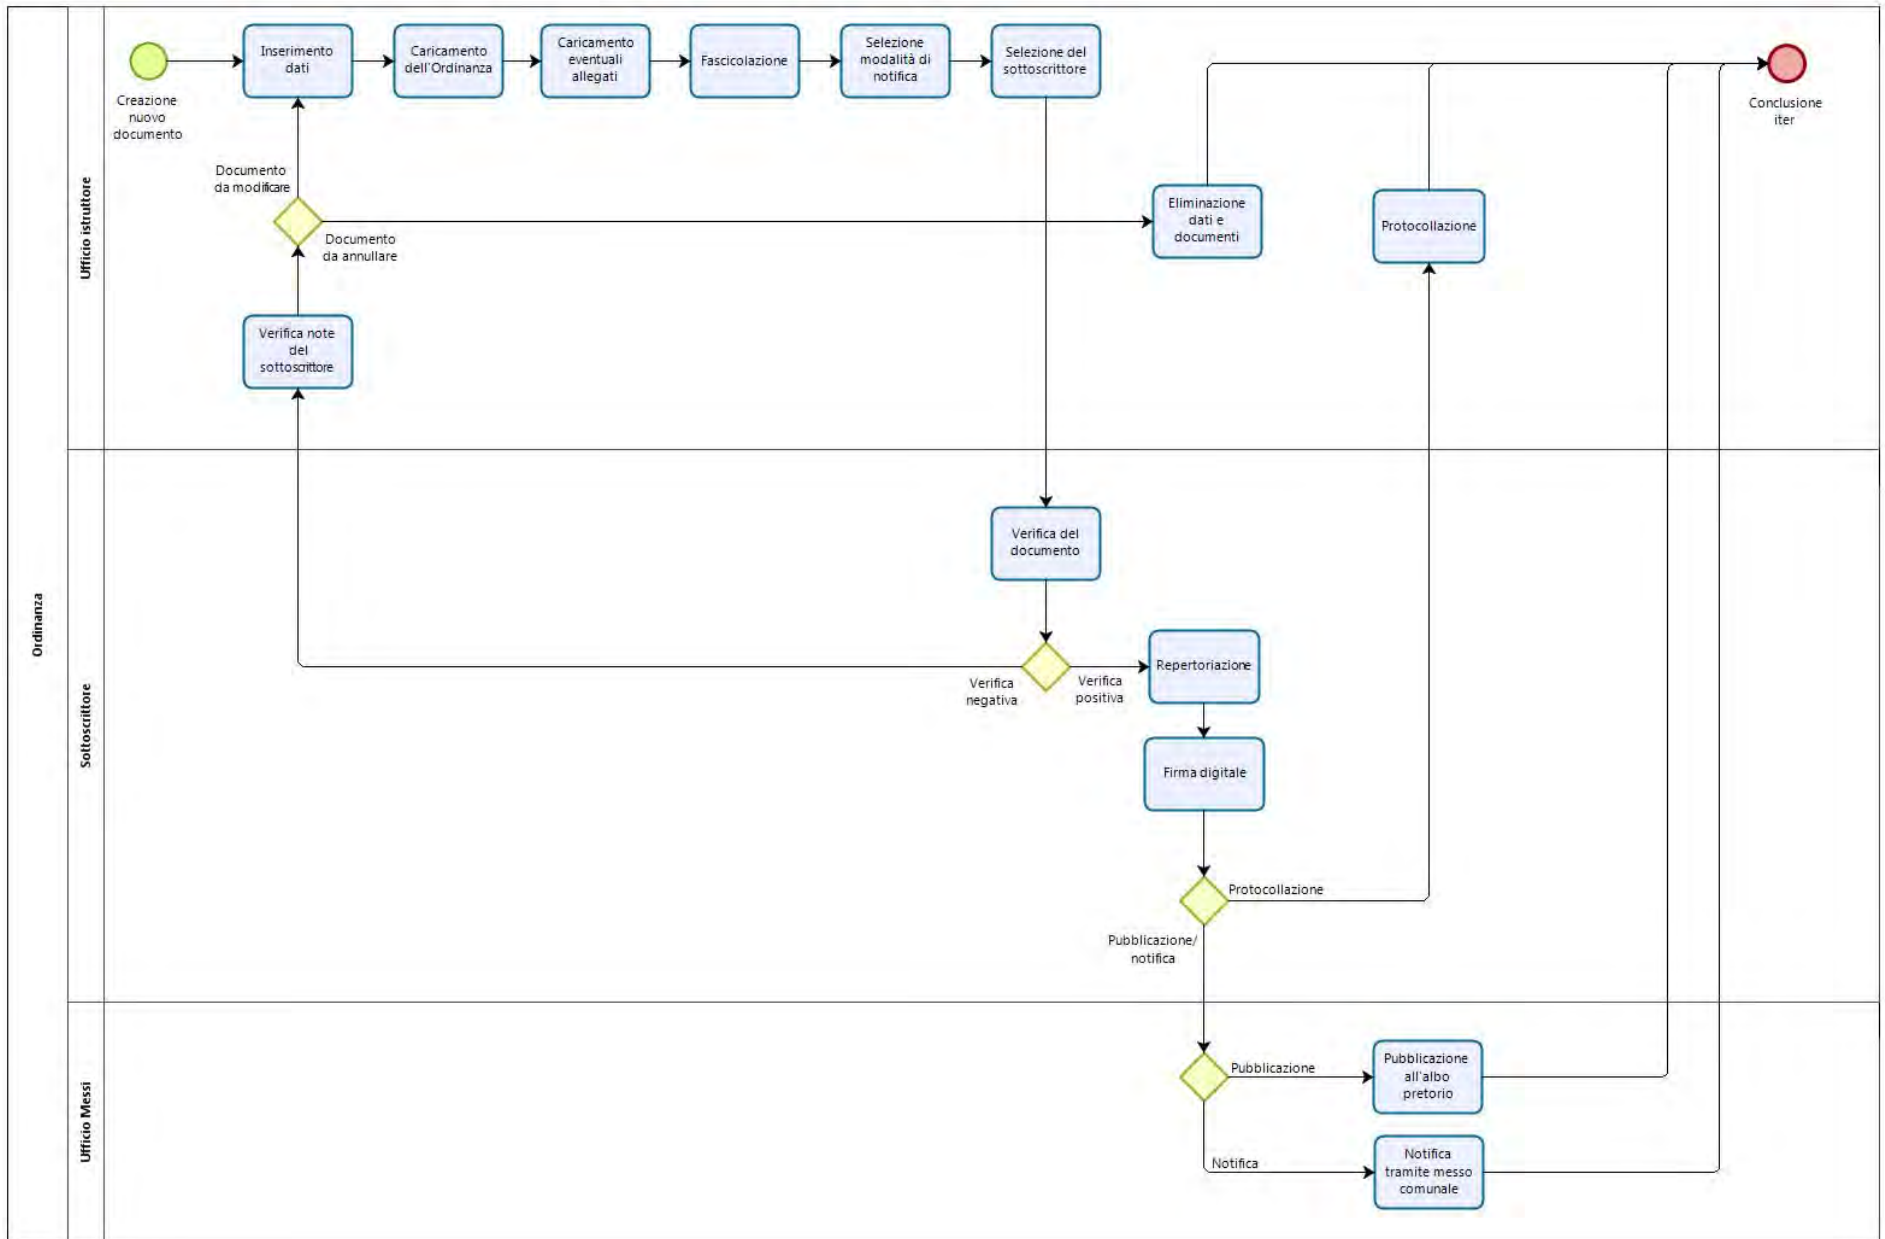 Ordinanza
Ufficio istruttore
Creazione
nuovo
documento
Inserimento
dati
Caricamento
dell'Ordinanza
Caricamento
eventuali
allegati
Fascicolazione
Selezione
modalità di
notifica
Selezione del
sottoscrittore
Conclusione
iter
Documento
da modificare
Documento
da annullare
Eliminazione
dati e
documenti
Protocollazione
Verifica note
del
sottoscrittore
Sottoscrittore
Verifica del
documento
Verifica
negativa
Verifica
positiva
Repertoriazione
Firma digitale
Protocollazione
Pubblicazione/
notifica
Ufficio Messi
Pubblicazione
Pubblicazione
all'albo
pretorio
Notifica
Notifica
tramite messo
comunale